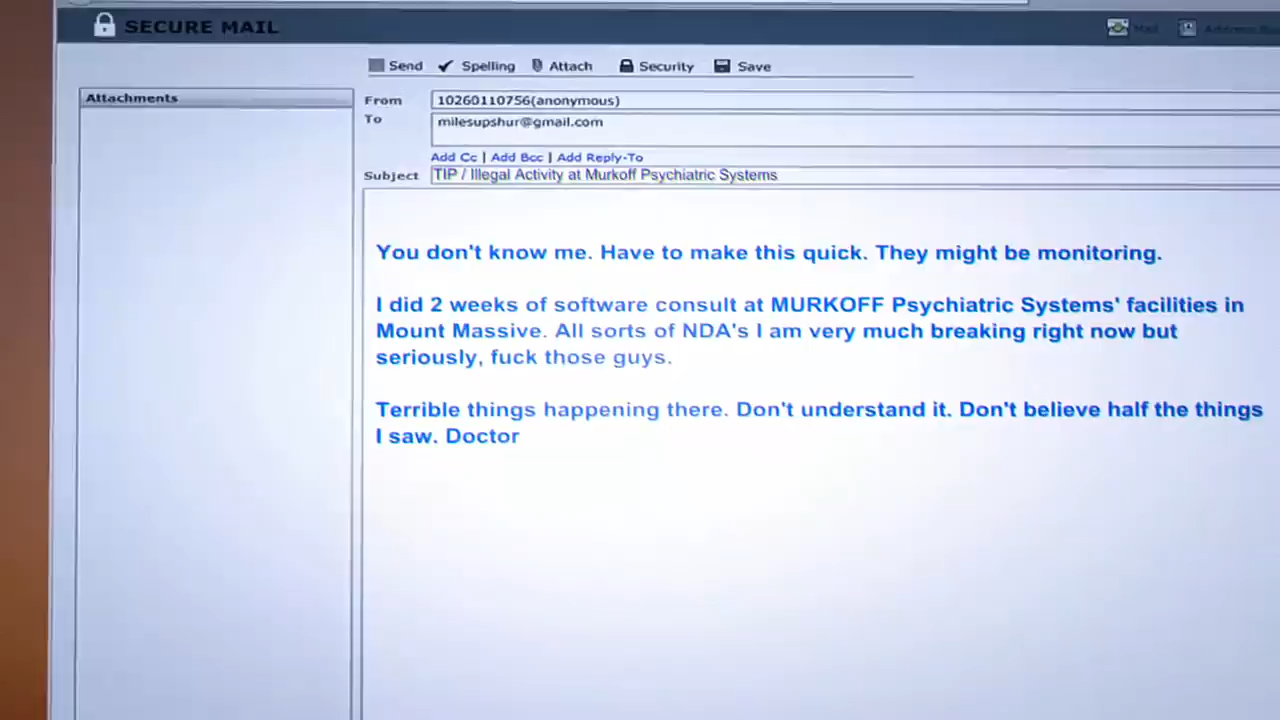 SECURE MAIL
Mail
Send Spelling Attach Security Save
Attachments
From 10260110756(anonymous)
To milesupshur@gmail.com
Add Cc | Add Bcc | Add Reply-To
Subject TIP / Illegal Activity at Murkoff Psychiatric Systems
You don't know me. Have to make this quick. They might be monitoring.
I did 2 weeks of software consult at MURKOFF Psychiatric Systems' facilities in
Mount Massive. All sorts of NDA's I am very much breaking right now but
seriously, fuck those guys.
Terrible things happening there. Don't understand it. Don't believe half the things
I saw. Doctor